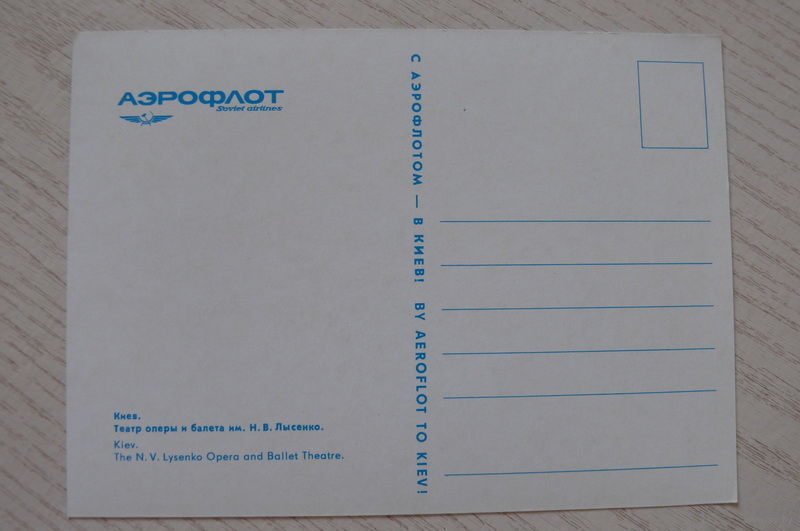 АЭРОФЛОТ
Soviet airlines
С АЭРОФЛОТОМ — В КИЕВ! BY AEROFLOT TO KIEV!
Киев.
Театр оперы и балета им. Н. В. Лысенко.
Kiev.
The N. V. Lysenko Opera and Ballet Theatre.